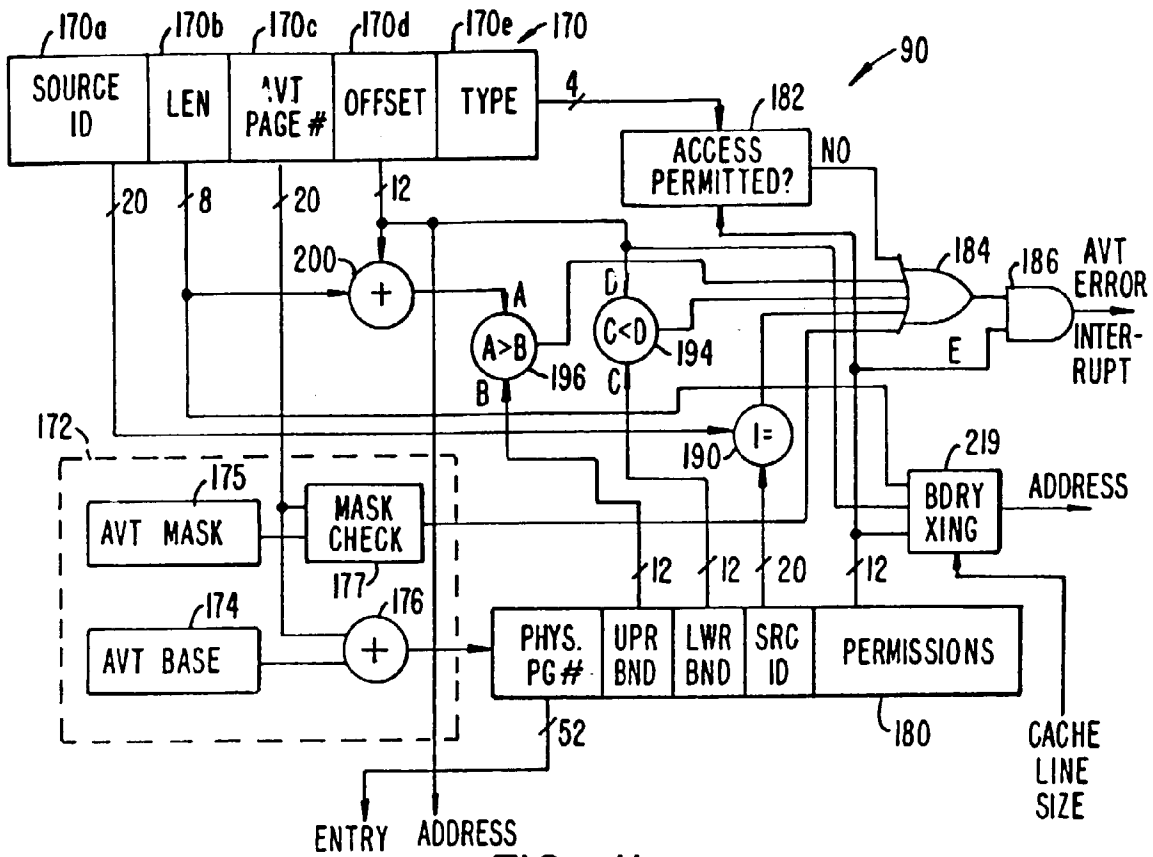 170a 170b 170c 170d 170e 170
90
SOURCE ID
LEN
AVT PAGE #
OFFSET
TYPE
4
182
ACCESS PERMITTED?
NO
20
8
20
12
200
+
A
A>B
196
B
D
C<D
194
C
184
186
AVT ERROR
INTER-
RUPT
E
172
175
AVT MASK
MASK CHECK
177
174
AVT BASE
176
+
190
|=
219
BDRY XING
ADDRESS
12
12
20
12
PHYS. PG #
UPR BND
LWR BND
SRC ID
PERMISSIONS
180
52
CACHE
LINE
SIZE
ENTRY ADDRESS